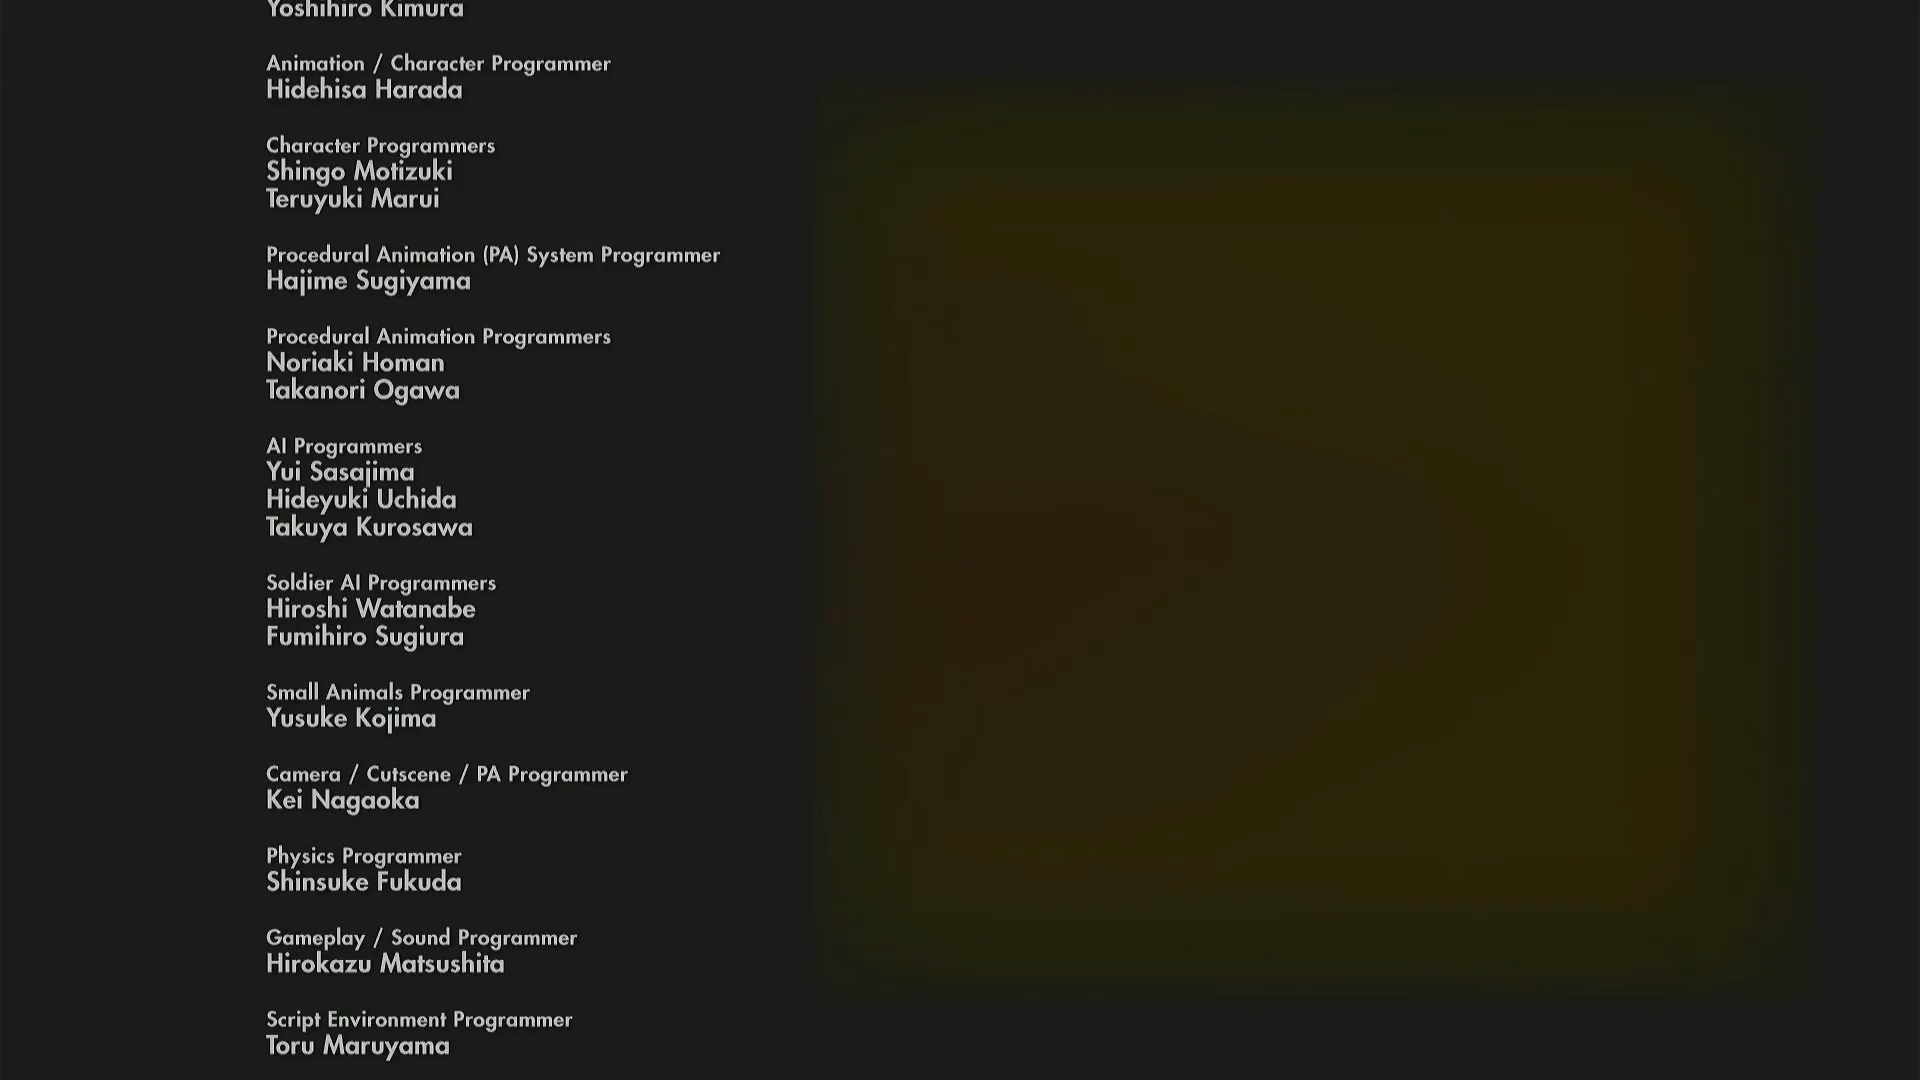 Yoshihiro Kimura
Animation / Character Programmer
Hidehisa Harada
Character Programmers
Shingo Motizuki
Teruyuki Marui
Procedural Animation (PA) System Programmer
Hajime Sugiyama
Procedural Animation Programmers
Noriaki Homan
Takanori Ogawa
AI Programmers
Yui Sasajima
Hideyuki Uchida
Takuya Kurosawa
Soldier AI Programmers
Hiroshi Watanabe
Fumihiro Sugiura
Small Animals Programmer
Yusuke Kojima
Camera / Cutscene / PA Programmer
Kei Nagaoka
Physics Programmer
Shinsuke Fukuda
Gameplay / Sound Programmer
Hirokazu Matsushita
Script Environment Programmer
Toru Maruyama